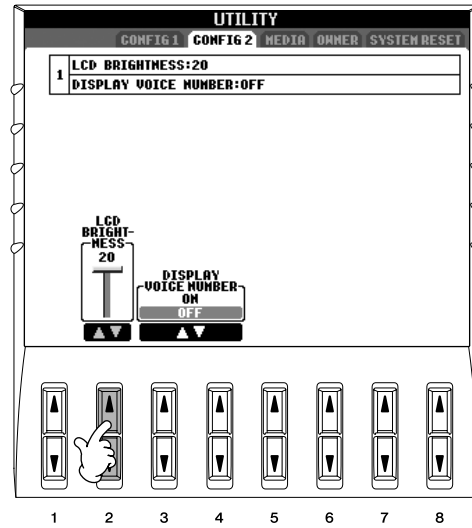 UTILITY
CONFIG 1 CONFIG 2 MEDIA OWNER SYSTEM RESET
1 LCD BRIGHTNESS:20
DISPLAY VOICE NUMBER:OFF
LCD
BRIGHT-
NESS
20
DISPLAY
VOICE NUMBER
ON
OFF
1 2 3 4 5 6 7 8